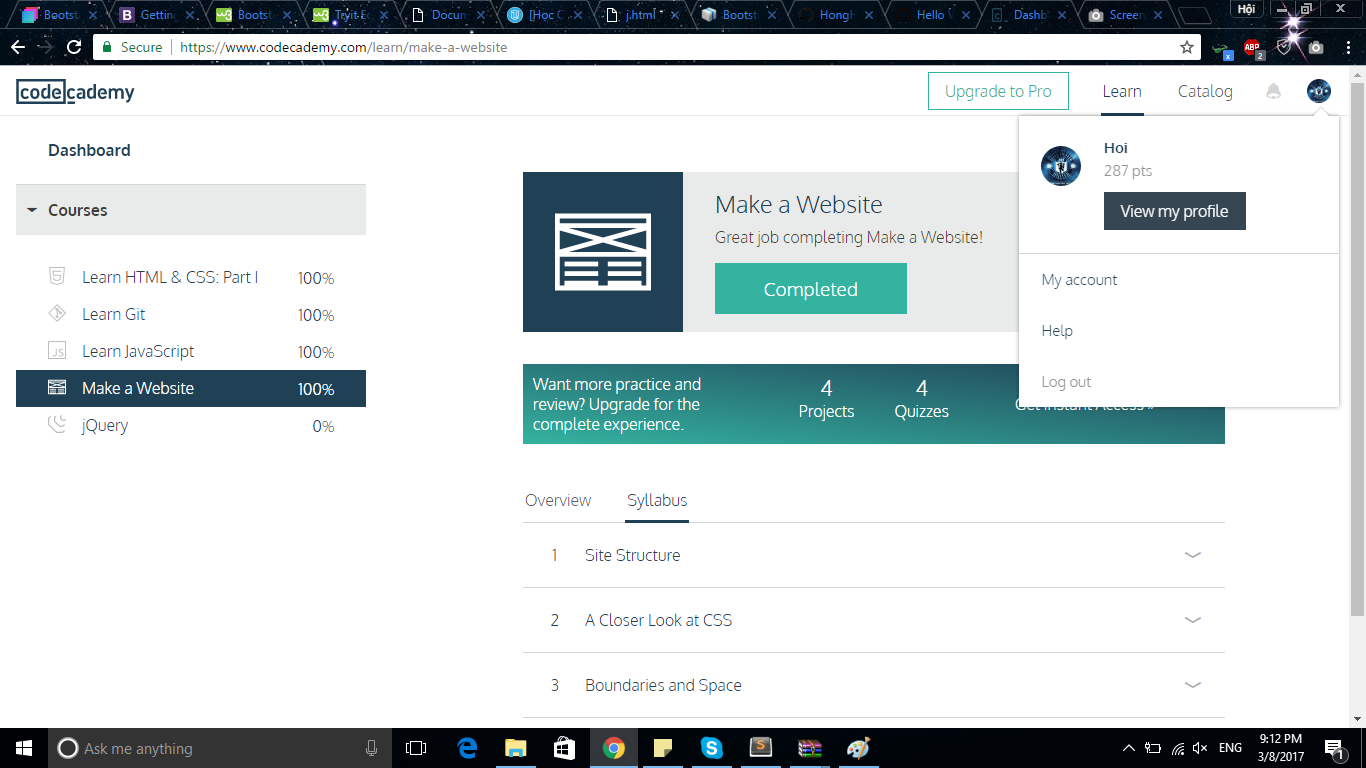 Bootst
Getting
Bootst
Tryit Ed
Docum
[Học C
j.html
Bootst
Hongh
Hello
Dashb
Screen
Hội
Secure
https://www.codecademy.com/learn/make-a-website
ABP
2
x
codecademy
Upgrade to Pro
Learn
Catalog
Dashboard
Hoi
287 pts
View my profile
My account
Help
Log out
Courses
Learn HTML & CSS: Part I 100%
Learn Git 100%
JS Learn JavaScript 100%
Make a Website 100%
jQuery 0%
Make a Website
Great job completing Make a Website!
Completed
Want more practice and
review? Upgrade for the
complete experience.
4
Projects
4
Quizzes
Get Instant Access »
Overview
Syllabus
1 Site Structure
2 A Closer Look at CSS
3 Boundaries and Space
Ask me anything
ENG
9:12 PM
3/8/2017
1